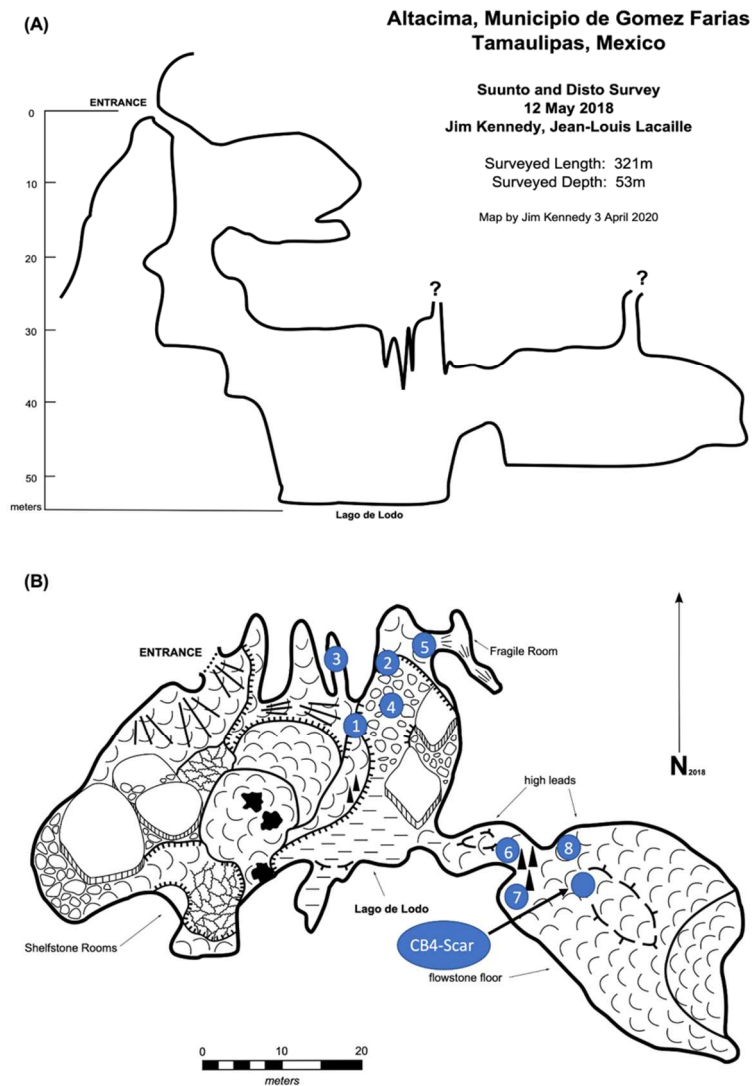 (A)
Altacima, Municipio de Gomez Farias
Tamaulipas, Mexico
Suunto and Disto Survey
12 May 2018
Jim Kennedy, Jean-Louis Lacaille
Surveyed Length: 321m
Surveyed Depth: 53m
Map by Jim Kennedy 3 April 2020
ENTRANCE
0
10
20
30
40
50
meters
?
?
Lago de Lodo
(B)
ENTRANCE
3
2
5
Fragile Room
4
1
N2018
high leads
6
8
7
Lago de Lodo
CB4-Scar
Shelfstone Rooms
flowstone floor
0 10 20
meters